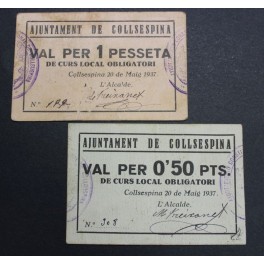 AJUNTAMENT DE COLLSESPINA
VAL PER 1 PESSETA
DE CURS LOCAL OBLIGATORI
Collsespina 20 de Maig 1937.
L'Alcalde,
N.º
AJUNTAMENT DE COLLSESPINA
VAL PER 0'50 PTS.
DE CURS LOCAL OBLIGATORI
Collsespina 20 de Maig 1937.
L'Alcalde,
N.º 308